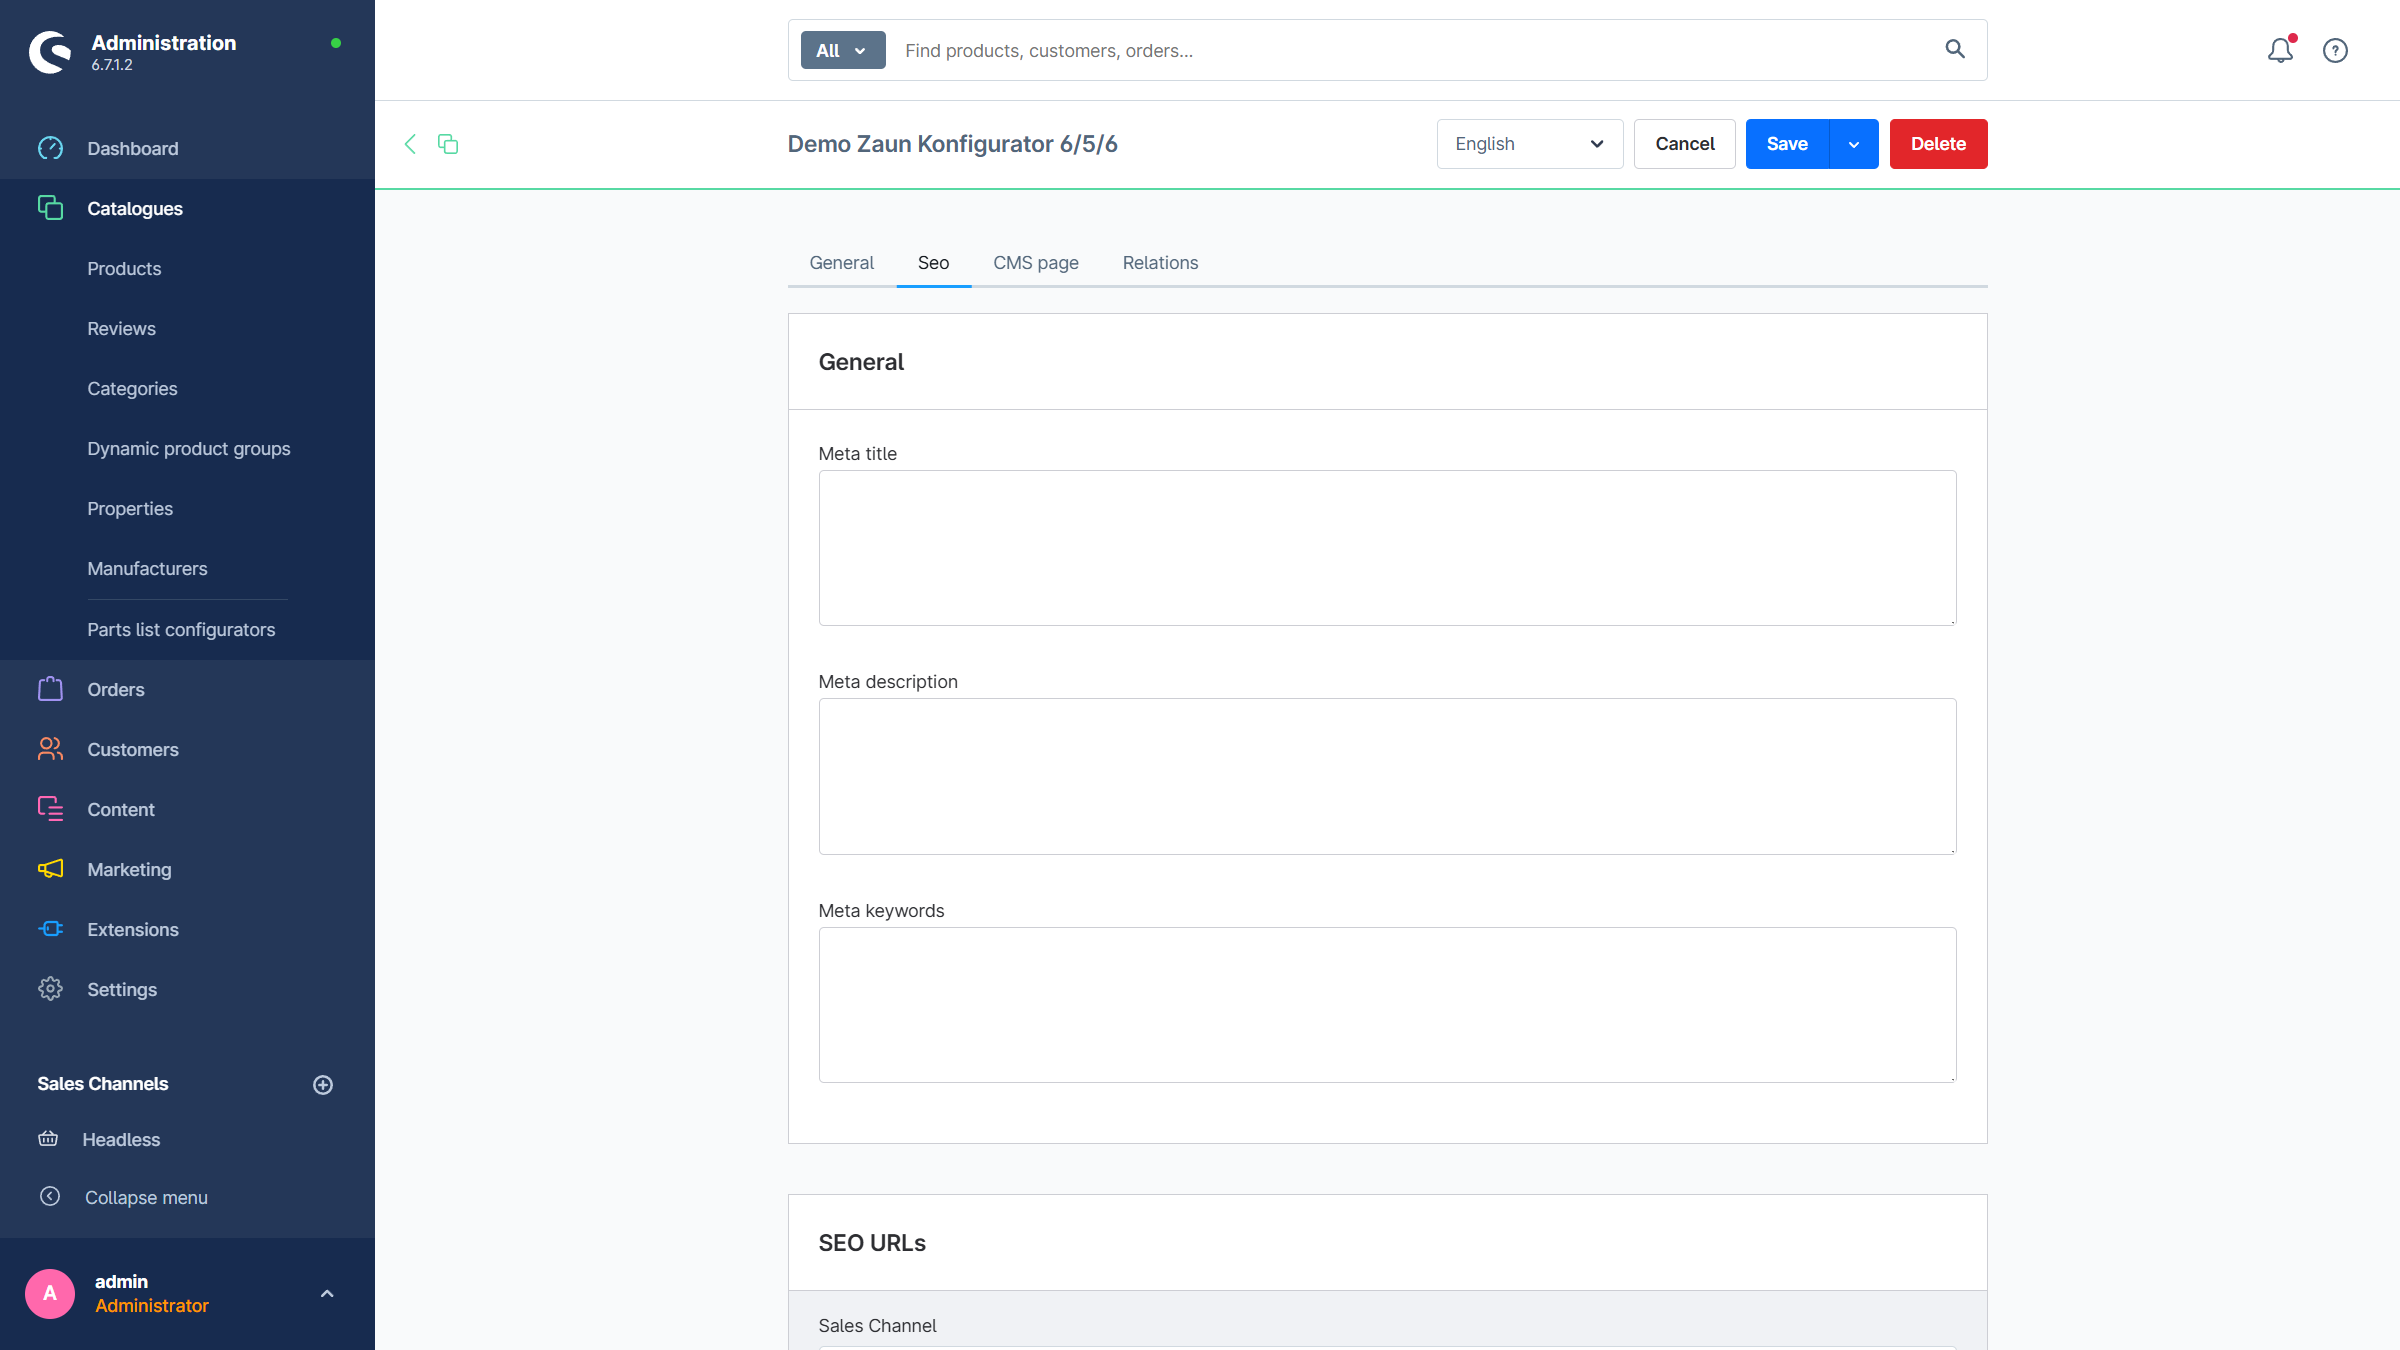 Administration
6.7.1.2
All
Find products, customers, orders...
Dashboard
Catalogues
Products
Reviews
Categories
Dynamic product groups
Properties
Manufacturers
Parts list configurators
Orders
Customers
Content
Marketing
Extensions
Settings
Sales Channels
Headless
Collapse menu
A
admin
Administrator
Demo Zaun Konfigurator 6/5/6
English
Cancel
Save
Delete
General
Seo
CMS page
Relations
General
Meta title
Meta description
Meta keywords
SEO URLs
Sales Channel